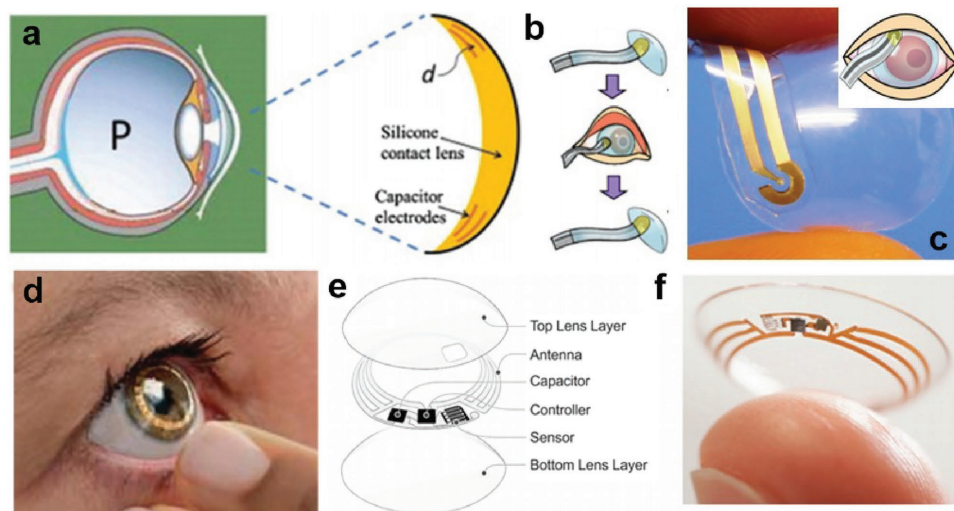 a
P
d
Silicone
contact lens
Capacitor
electrodes
b
c
d
e
Top Lens Layer
Antenna
Capacitor
Controller
Sensor
Bottom Lens Layer
f